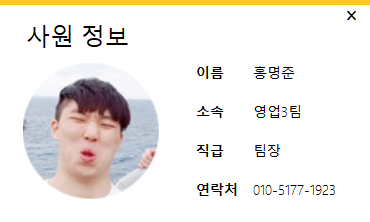 사원 정보
이름 홍명준
소속 영업3팀
직급 팀장
연락처 010-5177-1923